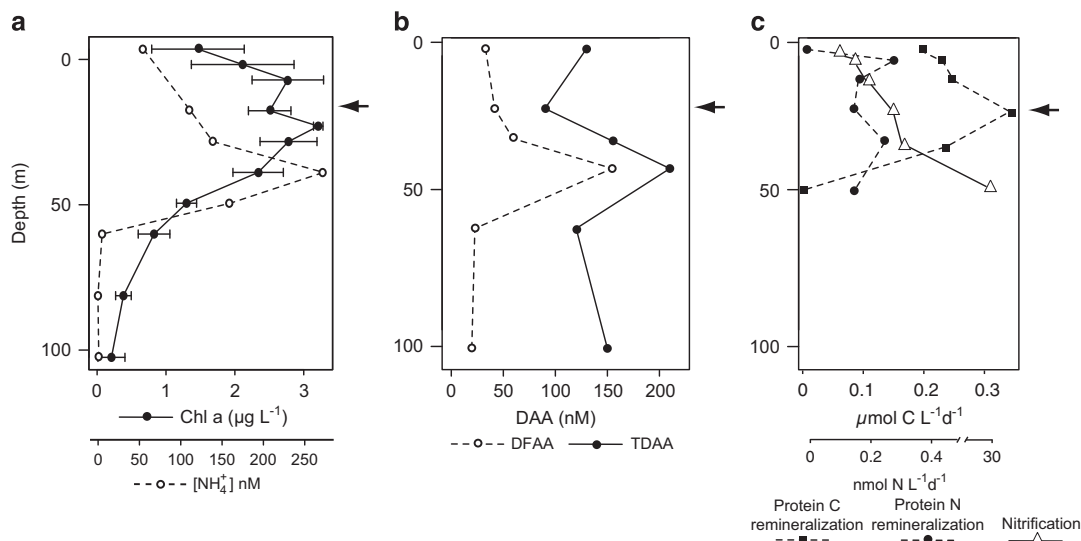 a
b
c
0
50
100
Depth (m)
0 1 2 3
Chl a (µg L⁻¹)
0 50 100 150 200 250
[NH₄⁺] nM
0
50
100
0 50 100 150 200
DAA (nM)
DFAA TDAA
0
50
100
0 0.1 0.2 0.3
µmol C L⁻¹d⁻¹
0 0.2 0.4 30
nmol N L⁻¹d⁻¹
Protein C Protein N
remineralization remineralization Nitrification